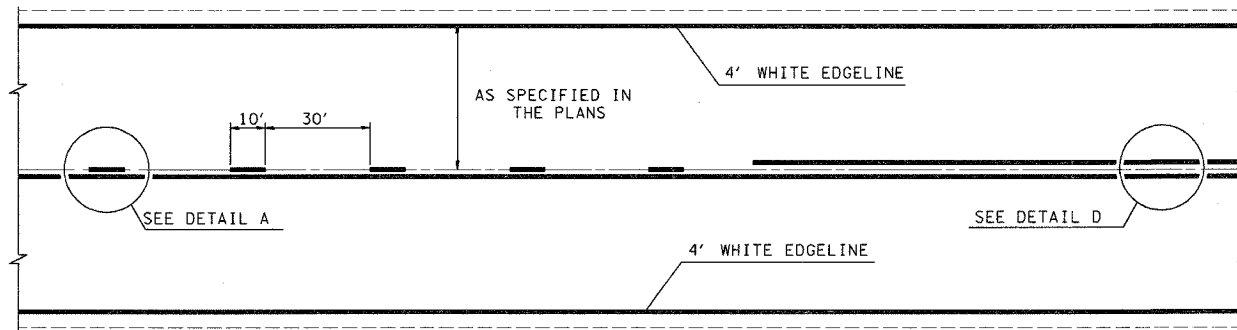 4' WHITE EDGELINE
AS SPECIFIED IN
THE PLANS
10'
30'
SEE DETAIL A
SEE DETAIL D
4' WHITE EDGELINE